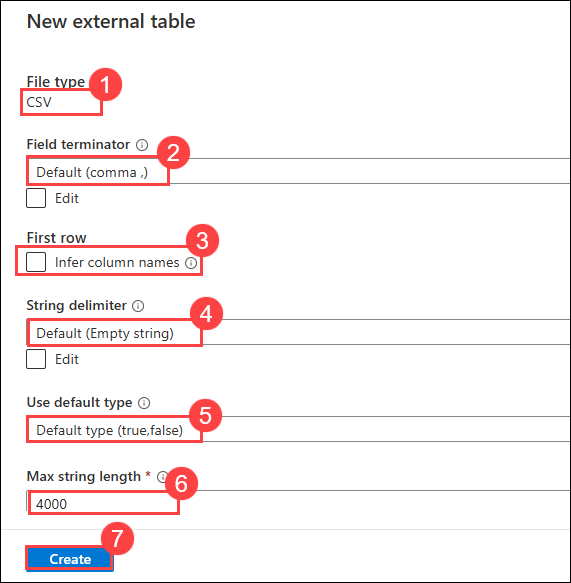 New external table
File type
1
CSV
Field terminator
2
Default (comma ,)
Edit
First row
3
Infer column names
String delimiter
4
Default (Empty string)
Edit
Use default type
5
Default type (true,false)
Max string length *
6
4000
7
Create